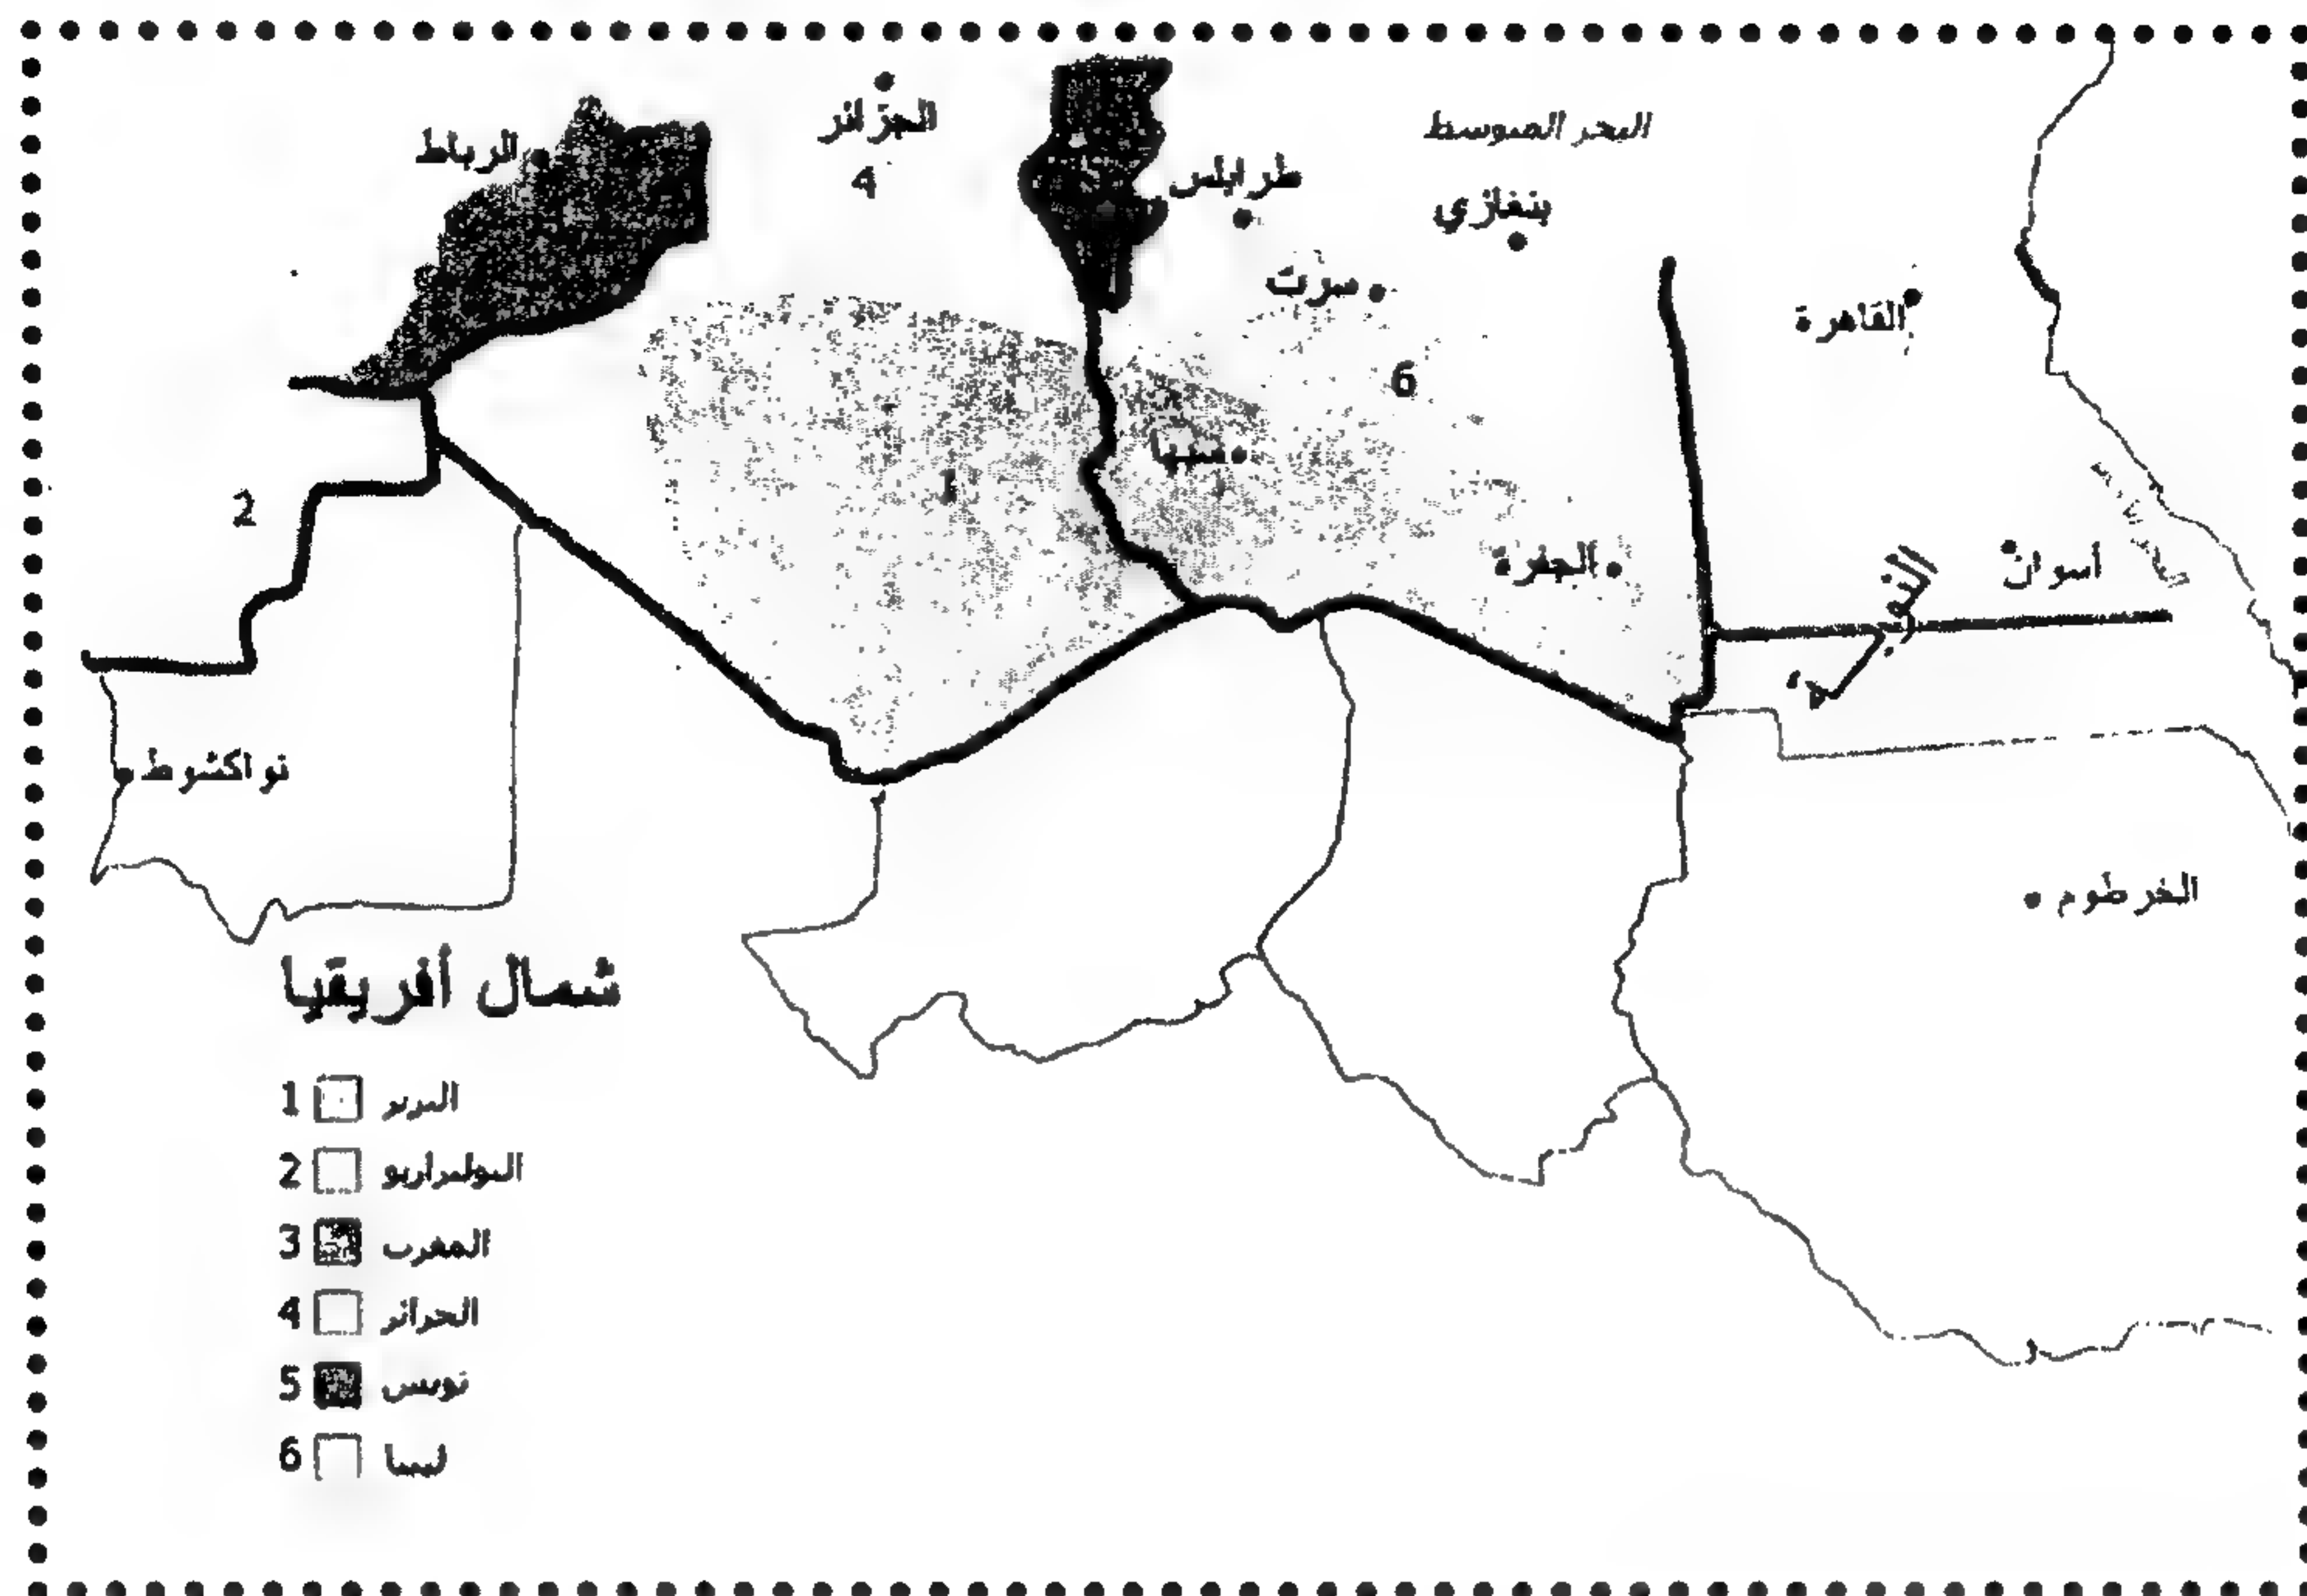 الجزائر
البحر المتوسط
الرباط
4
طرابلس
بنغازي
سرت
القاهرة
6
سبها
1
2
الجفرة
أسوان
النوبة
نواكشوط
الخرطوم
شمال أفريقيا
1 البربر
2 البوليزاريو
3 المغرب
4 الجزائر
5 تونس
6 ليبيا